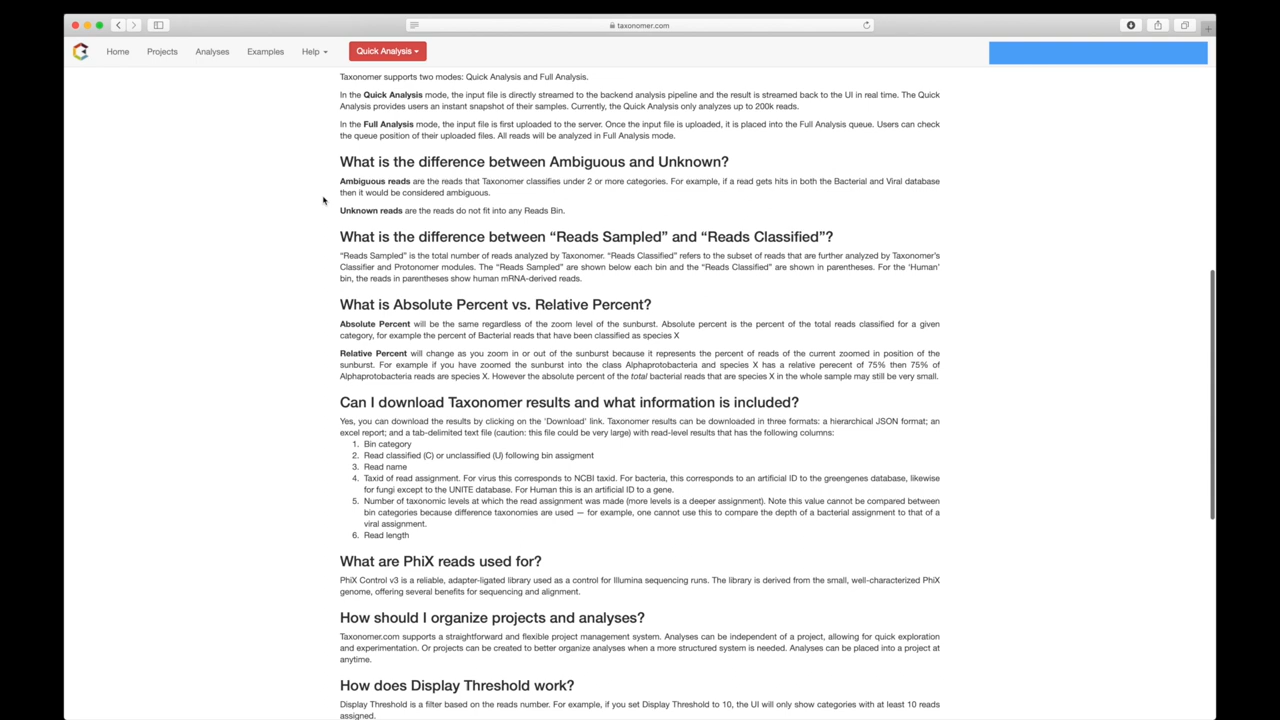 taxonomer.com
Home Projects Analyses Examples Help Quick Analysis
Taxonomer supports two modes: Quick Analysis and Full Analysis.
In the Quick Analysis mode, the input file is directly streamed to the backend analysis pipeline and the result is streamed back to the UI in real time. The Quick
Analysis provides users an instant snapshot of their samples. Currently, the Quick Analysis only analyzes up to 200k reads.
In the Full Analysis mode, the input file is first uploaded to the server. Once the input file is uploaded, it is placed into the Full Analysis queue. Users can check
the queue position of their uploaded files. All reads will be analyzed in Full Analysis mode.
What is the difference between Ambiguous and Unknown?
Ambiguous reads are the reads that Taxonomer classifies under 2 or more categories. For example, if a read gets hits in both the Bacterial and Viral database
then it would be considered ambiguous.
Unknown reads are the reads do not fit into any Reads Bin.
What is the difference between “Reads Sampled” and “Reads Classified”?
“Reads Sampled” is the total number of reads analyzed by Taxonomer. “Reads Classified” refers to the subset of reads that are further analyzed by Taxonomer's
Classifier and Protonomer modules. The “Reads Sampled” are shown below each bin and the “Reads Classified” are shown in parentheses. For the ‘Human’
bin, the reads in parentheses show human mRNA-derived reads.
What is Absolute Percent vs. Relative Percent?
Absolute Percent will be the same regardless of the zoom level of the sunburst. Absolute percent is the percent of the total reads classified for a given
category, for example the percent of Bacterial reads that have been classified as species X
Relative Percent will change as you zoom in or out of the sunburst because it represents the percent of reads of the current zoomed in position of the
sunburst. For example if you have zoomed the sunburst into the class Alphaprotobacteria and species X has a relative perecent of 75% then 75% of
Alphaprotobacteria reads are species X. However the absolute percent of the total bacterial reads that are species X in the whole sample may still be very small.
Can I download Taxonomer results and what information is included?
Yes, you can download the results by clicking on the 'Download' link. Taxonomer results can be downloaded in three formats: a hierarchical JSON format; an
excel report; and a tab-delimited text file (caution: this file could be very large) with read-level results that has the following columns:
1. Bin category
2. Read classified (C) or unclassified (U) following bin assigment
3. Read name
4. Taxid of read assignment. For virus this corresponds to NCBI taxid. For bacteria, this corresponds to an artificial ID to the greengenes database, likewise
for fungi except to the UNITE database. For Human this is an artificial ID to a gene.
5. Number of taxonomic levels at which the read assignment was made (more levels is a deeper assignment). Note this value cannot be compared between
bin categories because difference taxonomies are used — for example, one cannot use this to compare the depth of a bacterial assignment to that of a
viral assignment.
6. Read length
What are PhiX reads used for?
PhiX Control v3 is a reliable, adapter-ligated library used as a control for Illumina sequencing runs. The library is derived from the small, well-characterized PhiX
genome, offering several benefits for sequencing and alignment.
How should I organize projects and analyses?
Taxonomer.com supports a straightforward and flexible project management system. Analyses can be independent of a project, allowing for quick exploration
and experimentation. Or projects can be created to better organize analyses when a more structured system is needed. Analyses can be placed into a project at
anytime.
How does Display Threshold work?
Display Threshold is a filter based on the reads number. For example, if you set Display Threshold to 10, the UI will only show categories with at least 10 reads
assigned.